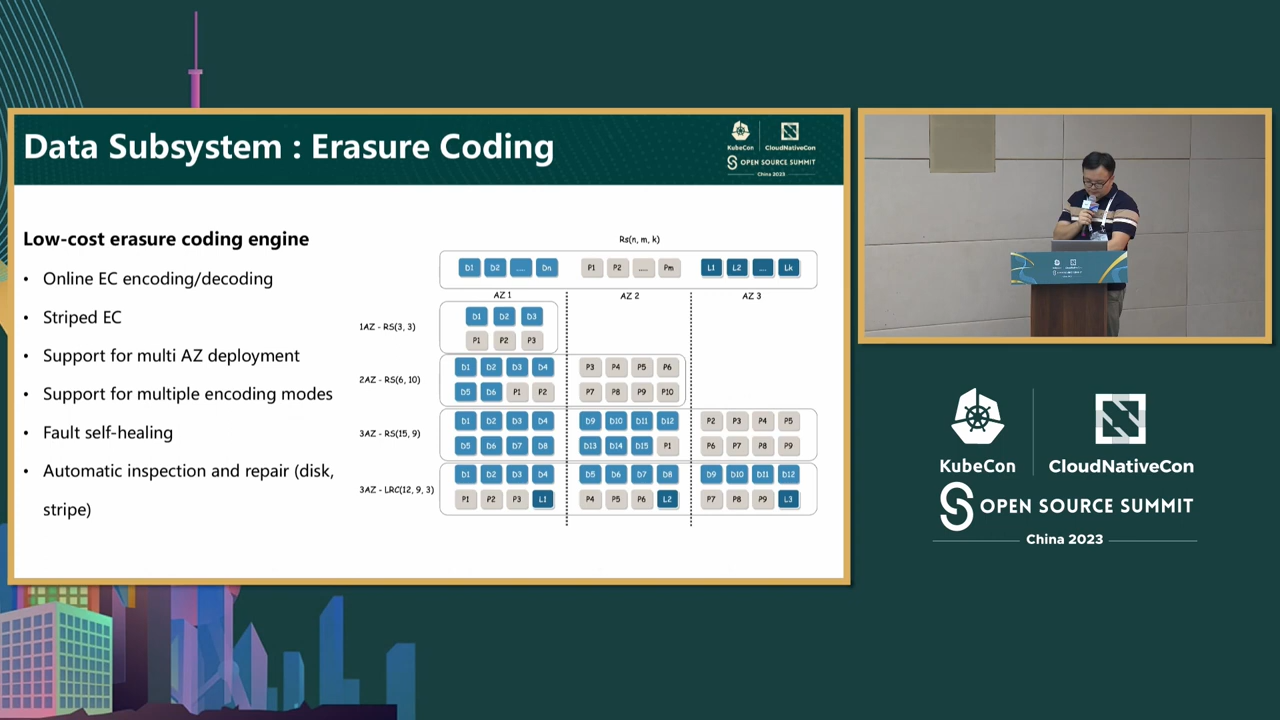 Data Subsystem : Erasure Coding
KubeCon
CloudNativeCon
OPEN SOURCE SUMMIT
China 2023
Low-cost erasure coding engine
• Online EC encoding/decoding
• Striped EC
• Support for multi AZ deployment
• Support for multiple encoding modes
• Fault self-healing
• Automatic inspection and repair (disk,
stripe)
Rs(n, m, k)
D1 D2 ..... Dn P1 P2 ..... Pm L1 L2 .... Lk
AZ 1 AZ 2 AZ 3
1AZ - RS(3, 3)
D1 D2 D3
P1 P2 P3
2AZ - RS(6, 10)
D1 D2 D3 D4 P3 P4 P5 P6
D5 D6 P1 P2 P7 P8 P9 P10
3AZ - RS(15, 9)
D1 D2 D3 D4 D9 D10 D11 D12 P2 P3 P4 P5
D5 D6 D7 D8 D13 D14 D15 P1 P6 P7 P8 P9
3AZ - LRC(12, 9, 3)
D1 D2 D3 D4 D5 D6 D7 D8 D9 D10 D11 D12
P1 P2 P3 L1 P4 P5 P6 L2 P7 P8 P9 L3
KubeCon
CloudNativeCon
OPEN SOURCE SUMMIT
China 2023